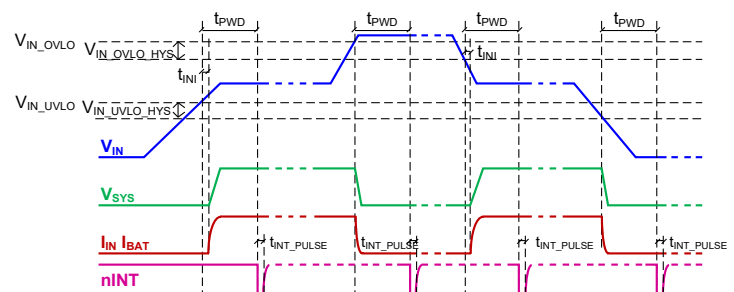 tPWD tPWD tPWD tPWD
VIN_OVLO
VIN_OVLO_HYS
tINI
tINI
VIN_UVLO
VIN_UVLO_HYS
VIN
VSYS
IIN IBAT
tINT_PULSE tINT_PULSE tINT_PULSE tINT_PULSE
nINT